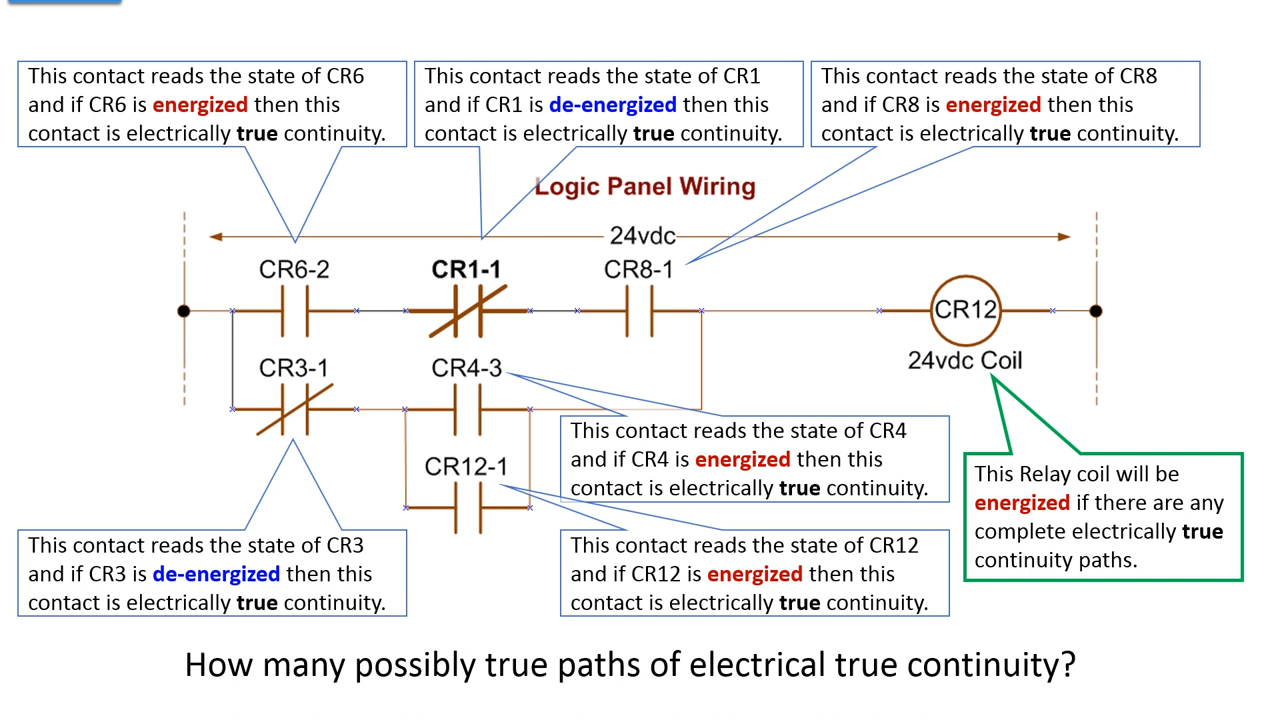 This contact reads the state of CR6
and if CR6 is energized then this
contact is electrically true continuity.
This contact reads the state of CR1
and if CR1 is de-energized then this
contact is electrically true continuity.
This contact reads the state of CR8
and if CR8 is energized then this
contact is electrically true continuity.
Logic Panel Wiring
24vdc
CR6-2
CR1-1
CR8-1
CR12
24vdc Coil
CR3-1
CR4-3
CR12-1
This contact reads the state of CR4
and if CR4 is energized then this
contact is electrically true continuity.
This Relay coil will be
energized if there are any
complete electrically true
continuity paths.
This contact reads the state of CR3
and if CR3 is de-energized then this
contact is electrically true continuity.
This contact reads the state of CR12
and if CR12 is energized then this
contact is electrically true continuity.
How many possibly true paths of electrical true continuity?